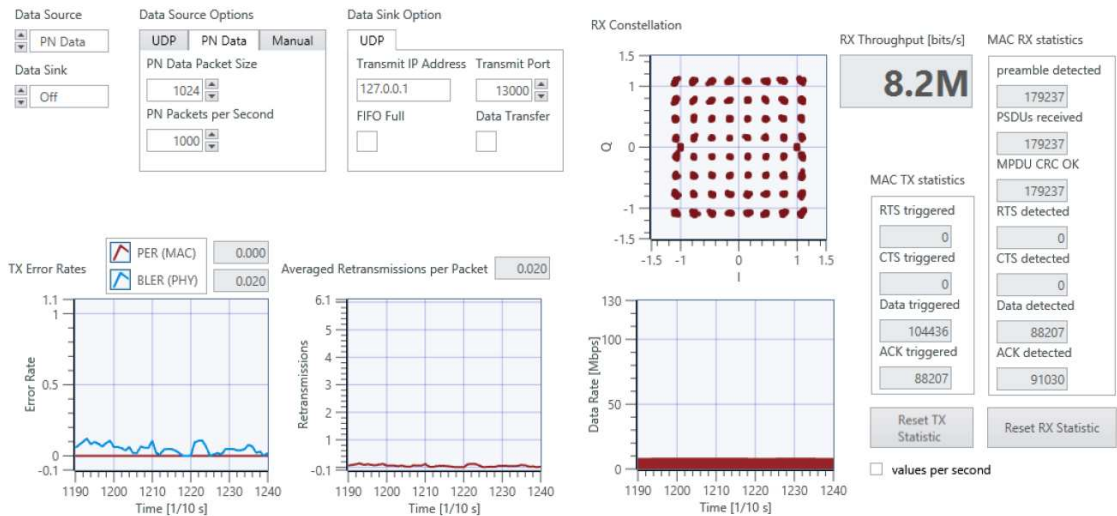 Data Source
PN Data
Data Sink
Off
Data Source Options
UDP PN Data Manual
PN Data Packet Size
1024
PN Packets per Second
1000
Data Sink Option
UDP
Transmit IP Address Transmit Port
127.0.0.1 13000
FIFO Full Data Transfer
RX Constellation
1.5
1
0
-1
-1.5
Q
-1.5 -1 0 1 1.5
I
RX Throughput [bits/s]
8.2M
MAC TX statistics
RTS triggered
0
CTS triggered
0
Data triggered
104436
ACK triggered
88207
Reset TX
Statistic
MAC RX statistics
preamble detected
179237
PSDUs received
179237
MPDU CRC OK
179237
RTS detected
0
CTS detected
0
Data detected
88207
ACK detected
91030
Reset RX Statistic
values per second
TX Error Rates
PER (MAC) 0.000
BLER (PHY) 0.020
1.1
1
0.5
0
-0.1
Error Rate
1190 1200 1210 1220 1230 1240
Time [1/10 s]
Averaged Retransmissions per Packet 0.020
6.1
5
4
3
2
1
-0.1
Retransmissions
1190 1200 1210 1220 1230 1240
Time [1/10 s]
130
100
50
0
Data Rate [Mbps]
1190 1200 1210 1220 1230 1240
Time [1/10 s]